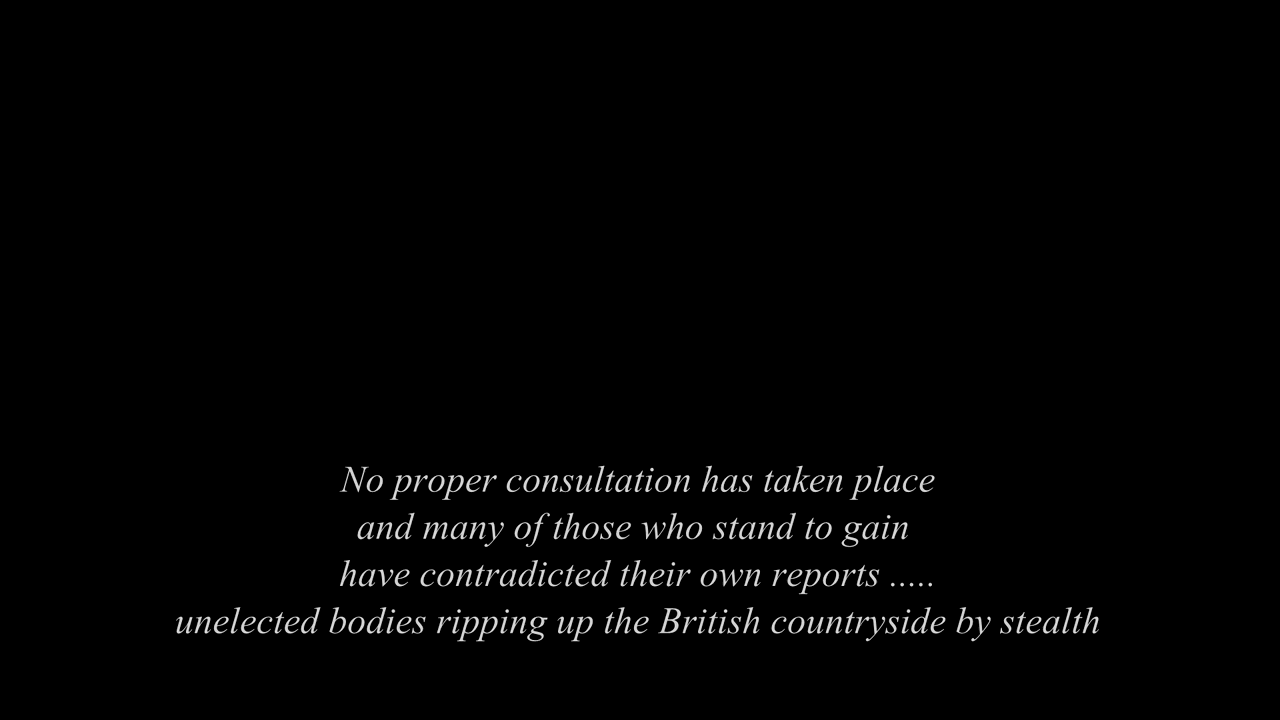 No proper consultation has taken place
and many of those who stand to gain
have contradicted their own reports .....
unelected bodies ripping up the British countryside by stealth